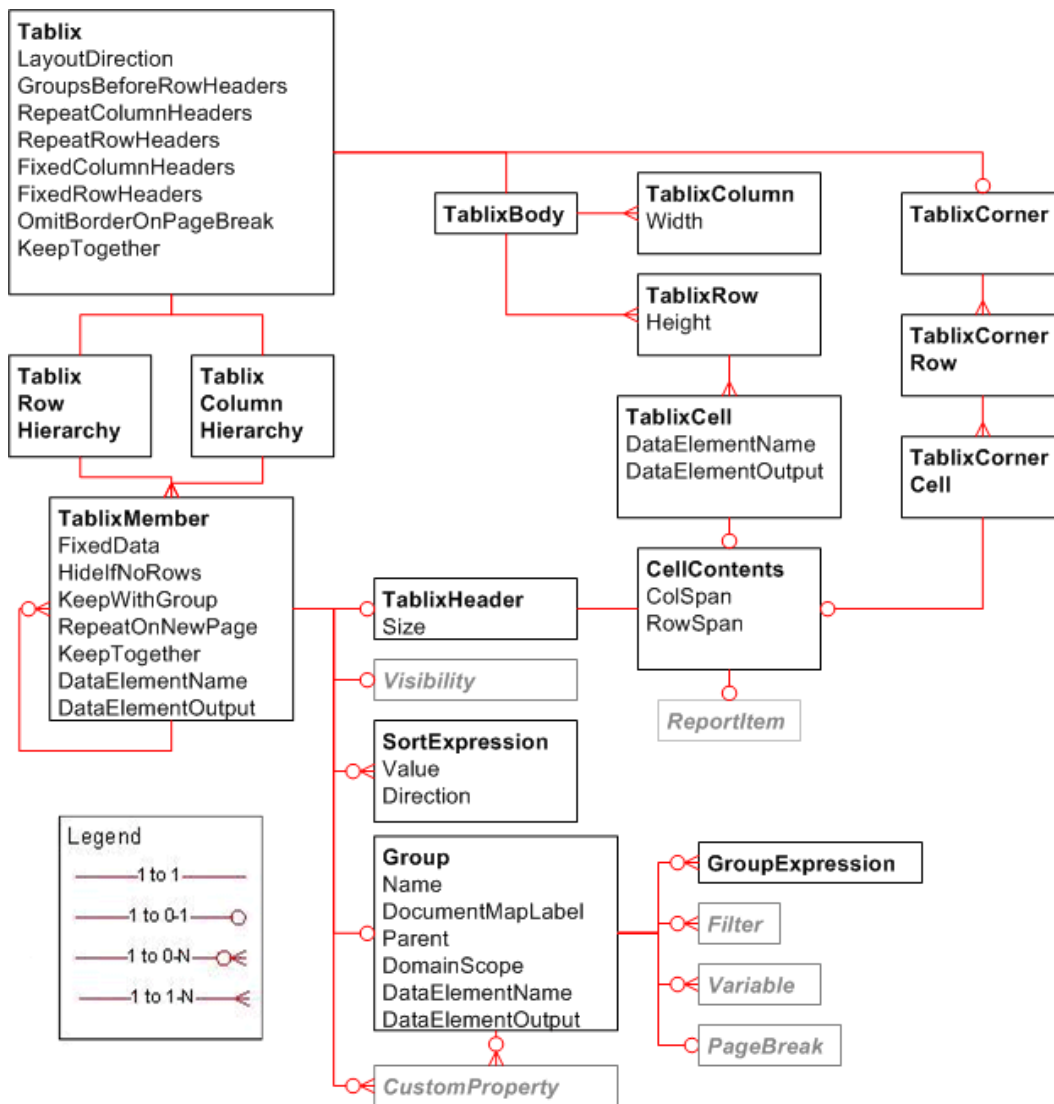 Tablix
LayoutDirection
GroupsBeforeRowHeaders
RepeatColumnHeaders
RepeatRowHeaders
FixedColumnHeaders
FixedRowHeaders
OmitBorderOnPageBreak
KeepTogether
TablixBody
TablixColumn
Width
TablixRow
Height
TablixCorner
TablixCorner
Row
TablixCorner
Cell
Tablix
Row
Hierarchy
Tablix
Column
Hierarchy
TablixCell
DataElementName
DataElementOutput
TablixMember
FixedData
HideIfNoRows
KeepWithGroup
RepeatOnNewPage
KeepTogether
DataElementName
DataElementOutput
TablixHeader
Size
CellContents
ColSpan
RowSpan
Visibility
ReportItem
SortExpression
Value
Direction
Legend
1 to 1
1 to 0-1
1 to 0-N
1 to 1-N
Group
Name
DocumentMapLabel
Parent
DomainScope
DataElementName
DataElementOutput
GroupExpression
Filter
Variable
PageBreak
CustomProperty